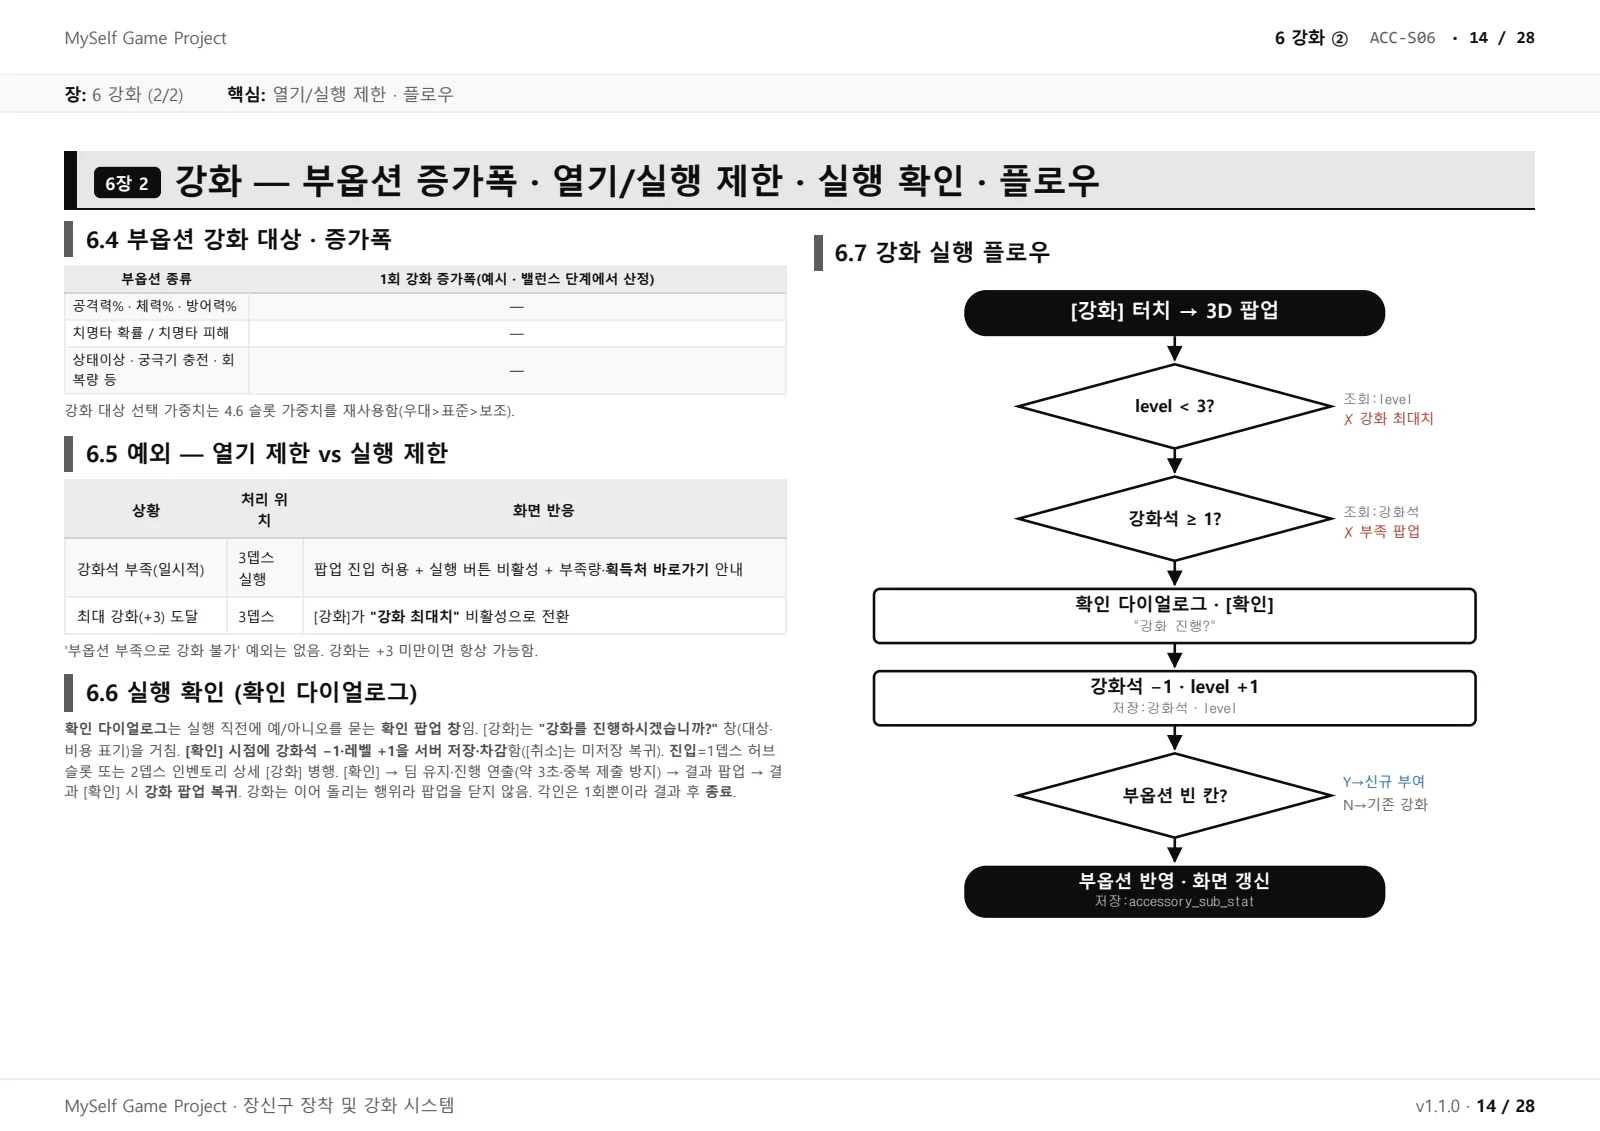 MySelf Game Project
6 강화 ② ACC-S06 · 14 / 28
장: 6 강화 (2/2) 핵심: 열기/실행 제한 · 플로우
6장 2 강화 — 부옵션 증가폭 · 열기/실행 제한 · 실행 확인 · 플로우
6.4 부옵션 강화 대상 · 증가폭
부옵션 종류 1회 강화 증가폭(예시 · 밸런스 단계에서 산정)
공격력% · 체력% · 방어력% —
치명타 확률 / 치명타 피해 —
상태이상 · 궁극기 충전 · 회
복량 등 —
강화 대상 선택 가중치는 4.6 슬롯 가중치를 재사용함(우대>표준>보조).
6.5 예외 — 열기 제한 vs 실행 제한
상황 처리 위
치 화면 반응
강화석 부족(일시적) 3뎁스
실행 팝업 진입 허용 + 실행 버튼 비활성 + 부족량·획득처 바로가기 안내
최대 강화(+3) 도달 3뎁스 [강화]가 "강화 최대치" 비활성으로 전환
'부옵션 부족으로 강화 불가' 예외는 없음. 강화는 +3 미만이면 항상 가능함.
6.6 실행 확인 (확인 다이얼로그)
확인 다이얼로그는 실행 직전에 예/아니오를 묻는 확인 팝업 창임. [강화]는 "강화를 진행하시겠습니까?" 창(대상·
비용 표기)을 거침. [확인] 시점에 강화석 −1·레벨 +1을 서버 저장·차감함([취소]는 미저장 복귀). 진입=1뎁스 허브
슬롯 또는 2뎁스 인벤토리 상세 [강화] 병행. [확인] → 딤 유지·진행 연출(약 3초·중복 제출 방지) → 결과 팝업 → 결
과 [확인] 시 강화 팝업 복귀. 강화는 이어 돌리는 행위라 팝업을 닫지 않음. 각인은 1회뿐이라 결과 후 종료.
6.7 강화 실행 플로우
[강화] 터치 → 3D 팝업
level < 3?
조회:level
✗ 강화 최대치
강화석 ≥ 1?
조회:강화석
✗ 부족 팝업
확인 다이얼로그 · [확인]
"강화 진행?"
강화석 −1 · level +1
저장:강화석 · level
부옵션 빈 칸?
Y→신규 부여
N→기존 강화
부옵션 반영 · 화면 갱신
저장:accessory_sub_stat
MySelf Game Project · 장신구 장착 및 강화 시스템
v1.1.0 · 14 / 28